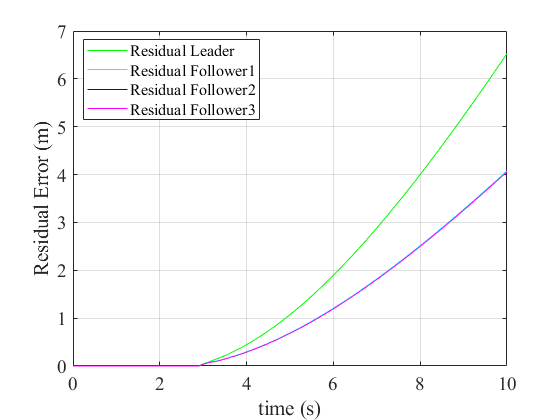 7
6
5
4
3
2
1
0
Residual Error (m)
Residual Leader
Residual Follower1
Residual Follower2
Residual Follower3
0 2 4 6 8 10
time (s)